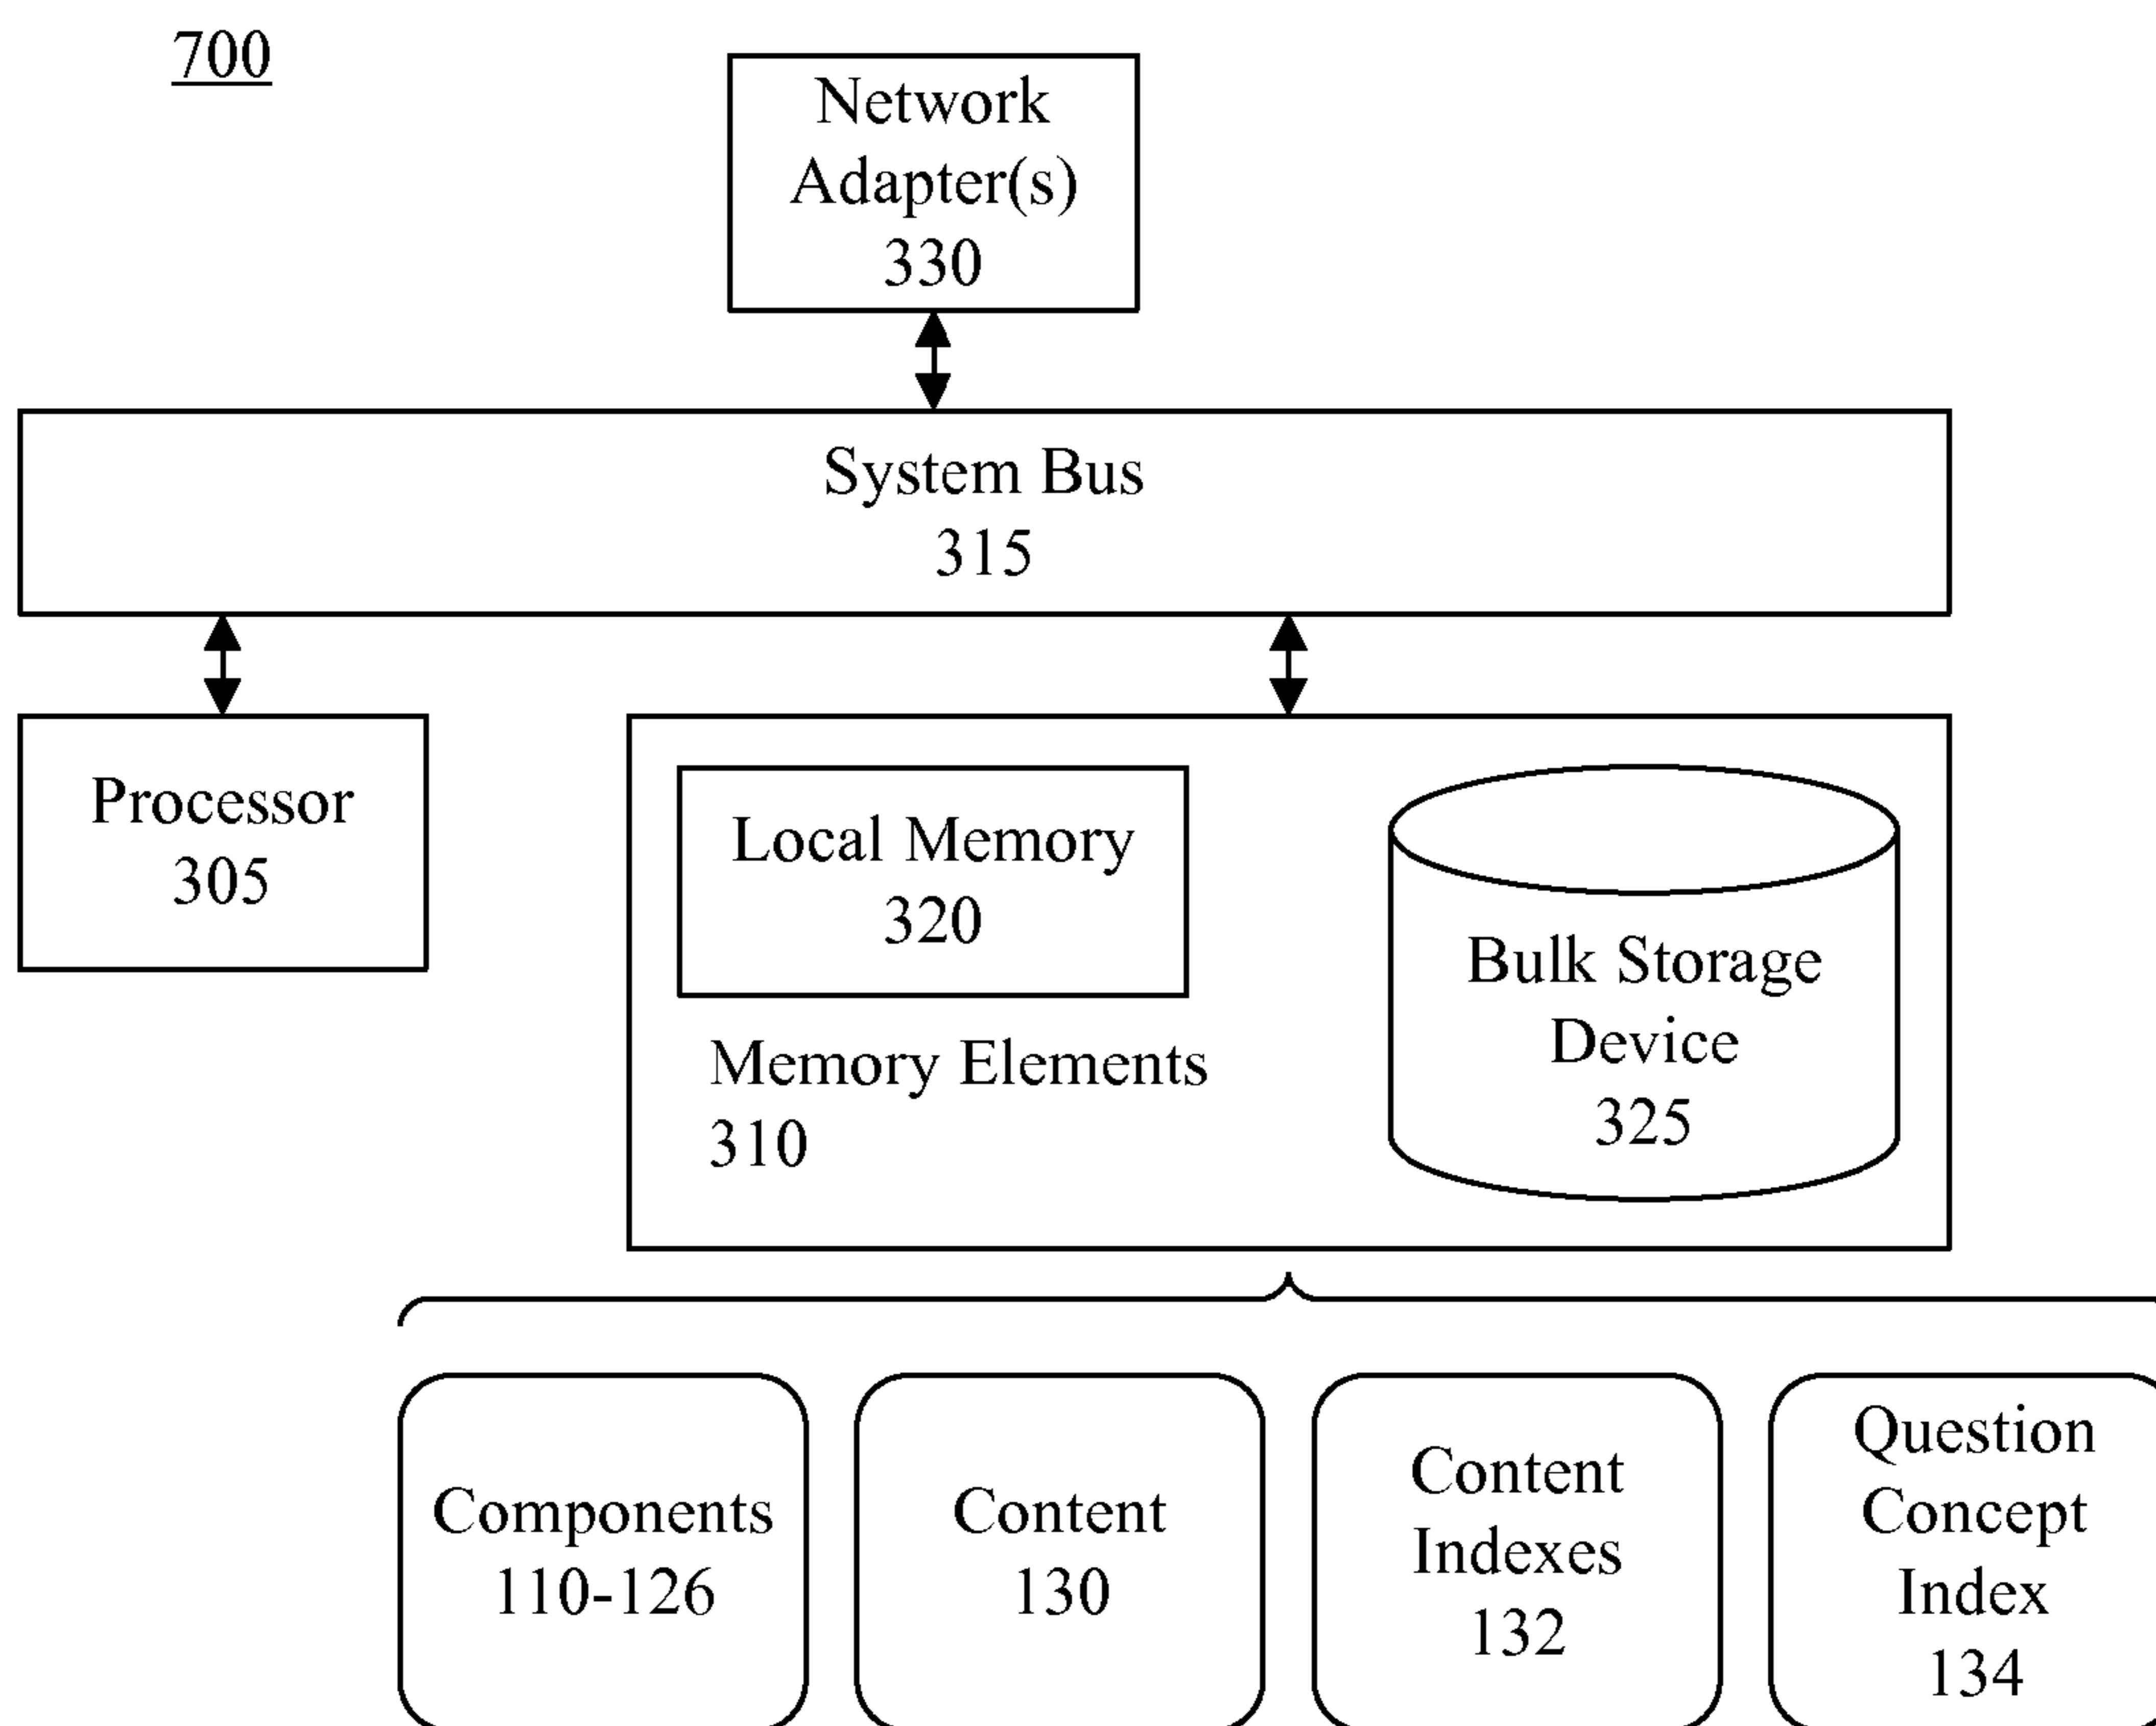 700
Network
Adapter(s)
330
System Bus
315
Processor
305
Local Memory
320
Memory Elements
310
Bulk Storage
Device
325
Components
110-126
Content
130
Content
Indexes
132
Question
Concept
Index
134